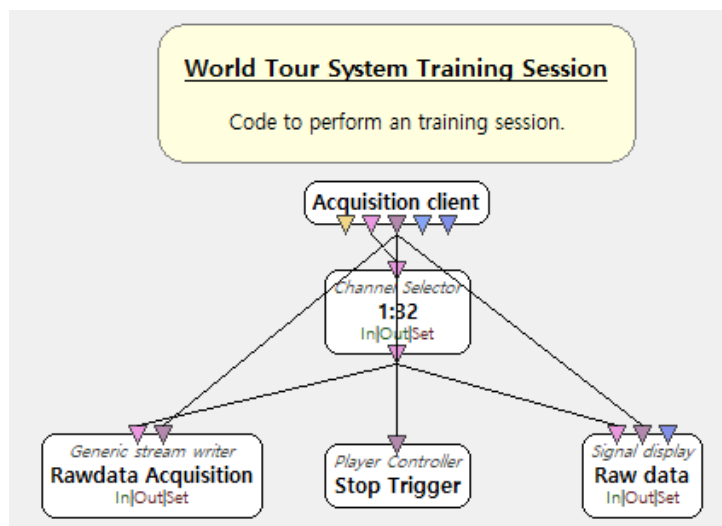 World Tour System Training Session
Code to perform an training session.
Acquisition client
Channel Selector
1:32
In|Out|Set
Generic stream writer
Rawdata Acquisition
In|Out|Set
Player Controller
Stop Trigger
Signal display
Raw data
In|Out|Set